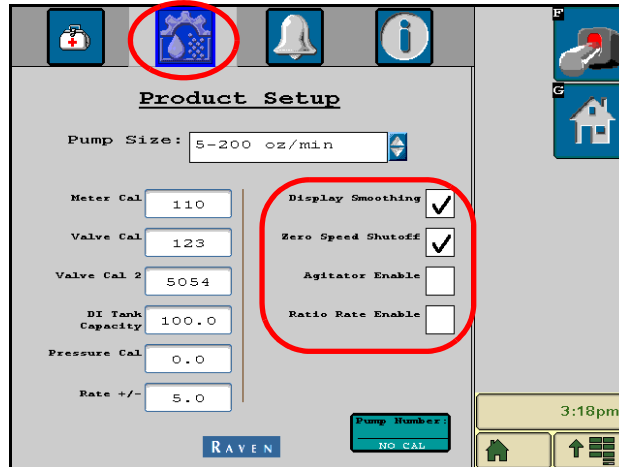 F
G
Product Setup
Pump Size: 5-200 oz/min
Meter Cal 110
Display Smoothing
Valve Cal 123
Zero Speed Shutoff
Valve Cal 2 5054
Agitator Enable
DI Tank
Capacity 100.0
Ratio Rate Enable
Pressure Cal 0.0
Rate +/- 5.0
Pump Number:
NO CAL
RAVEN
3:18pm